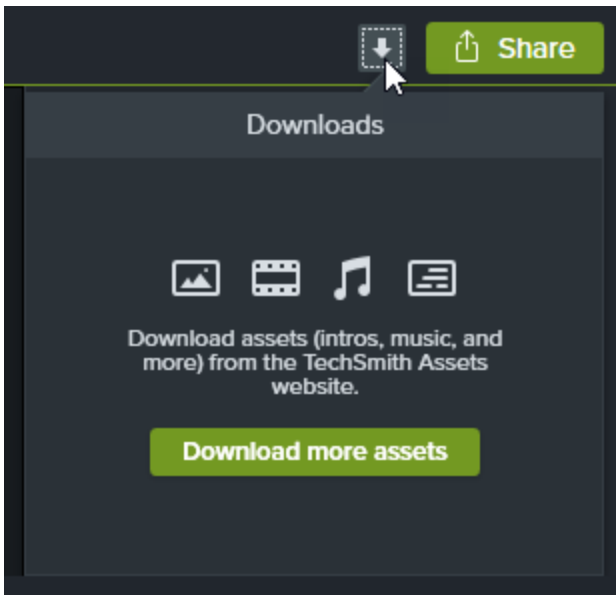 Share
Downloads
Download assets (intros, music, and
more) from the TechSmith Assets
website.
Download more assets